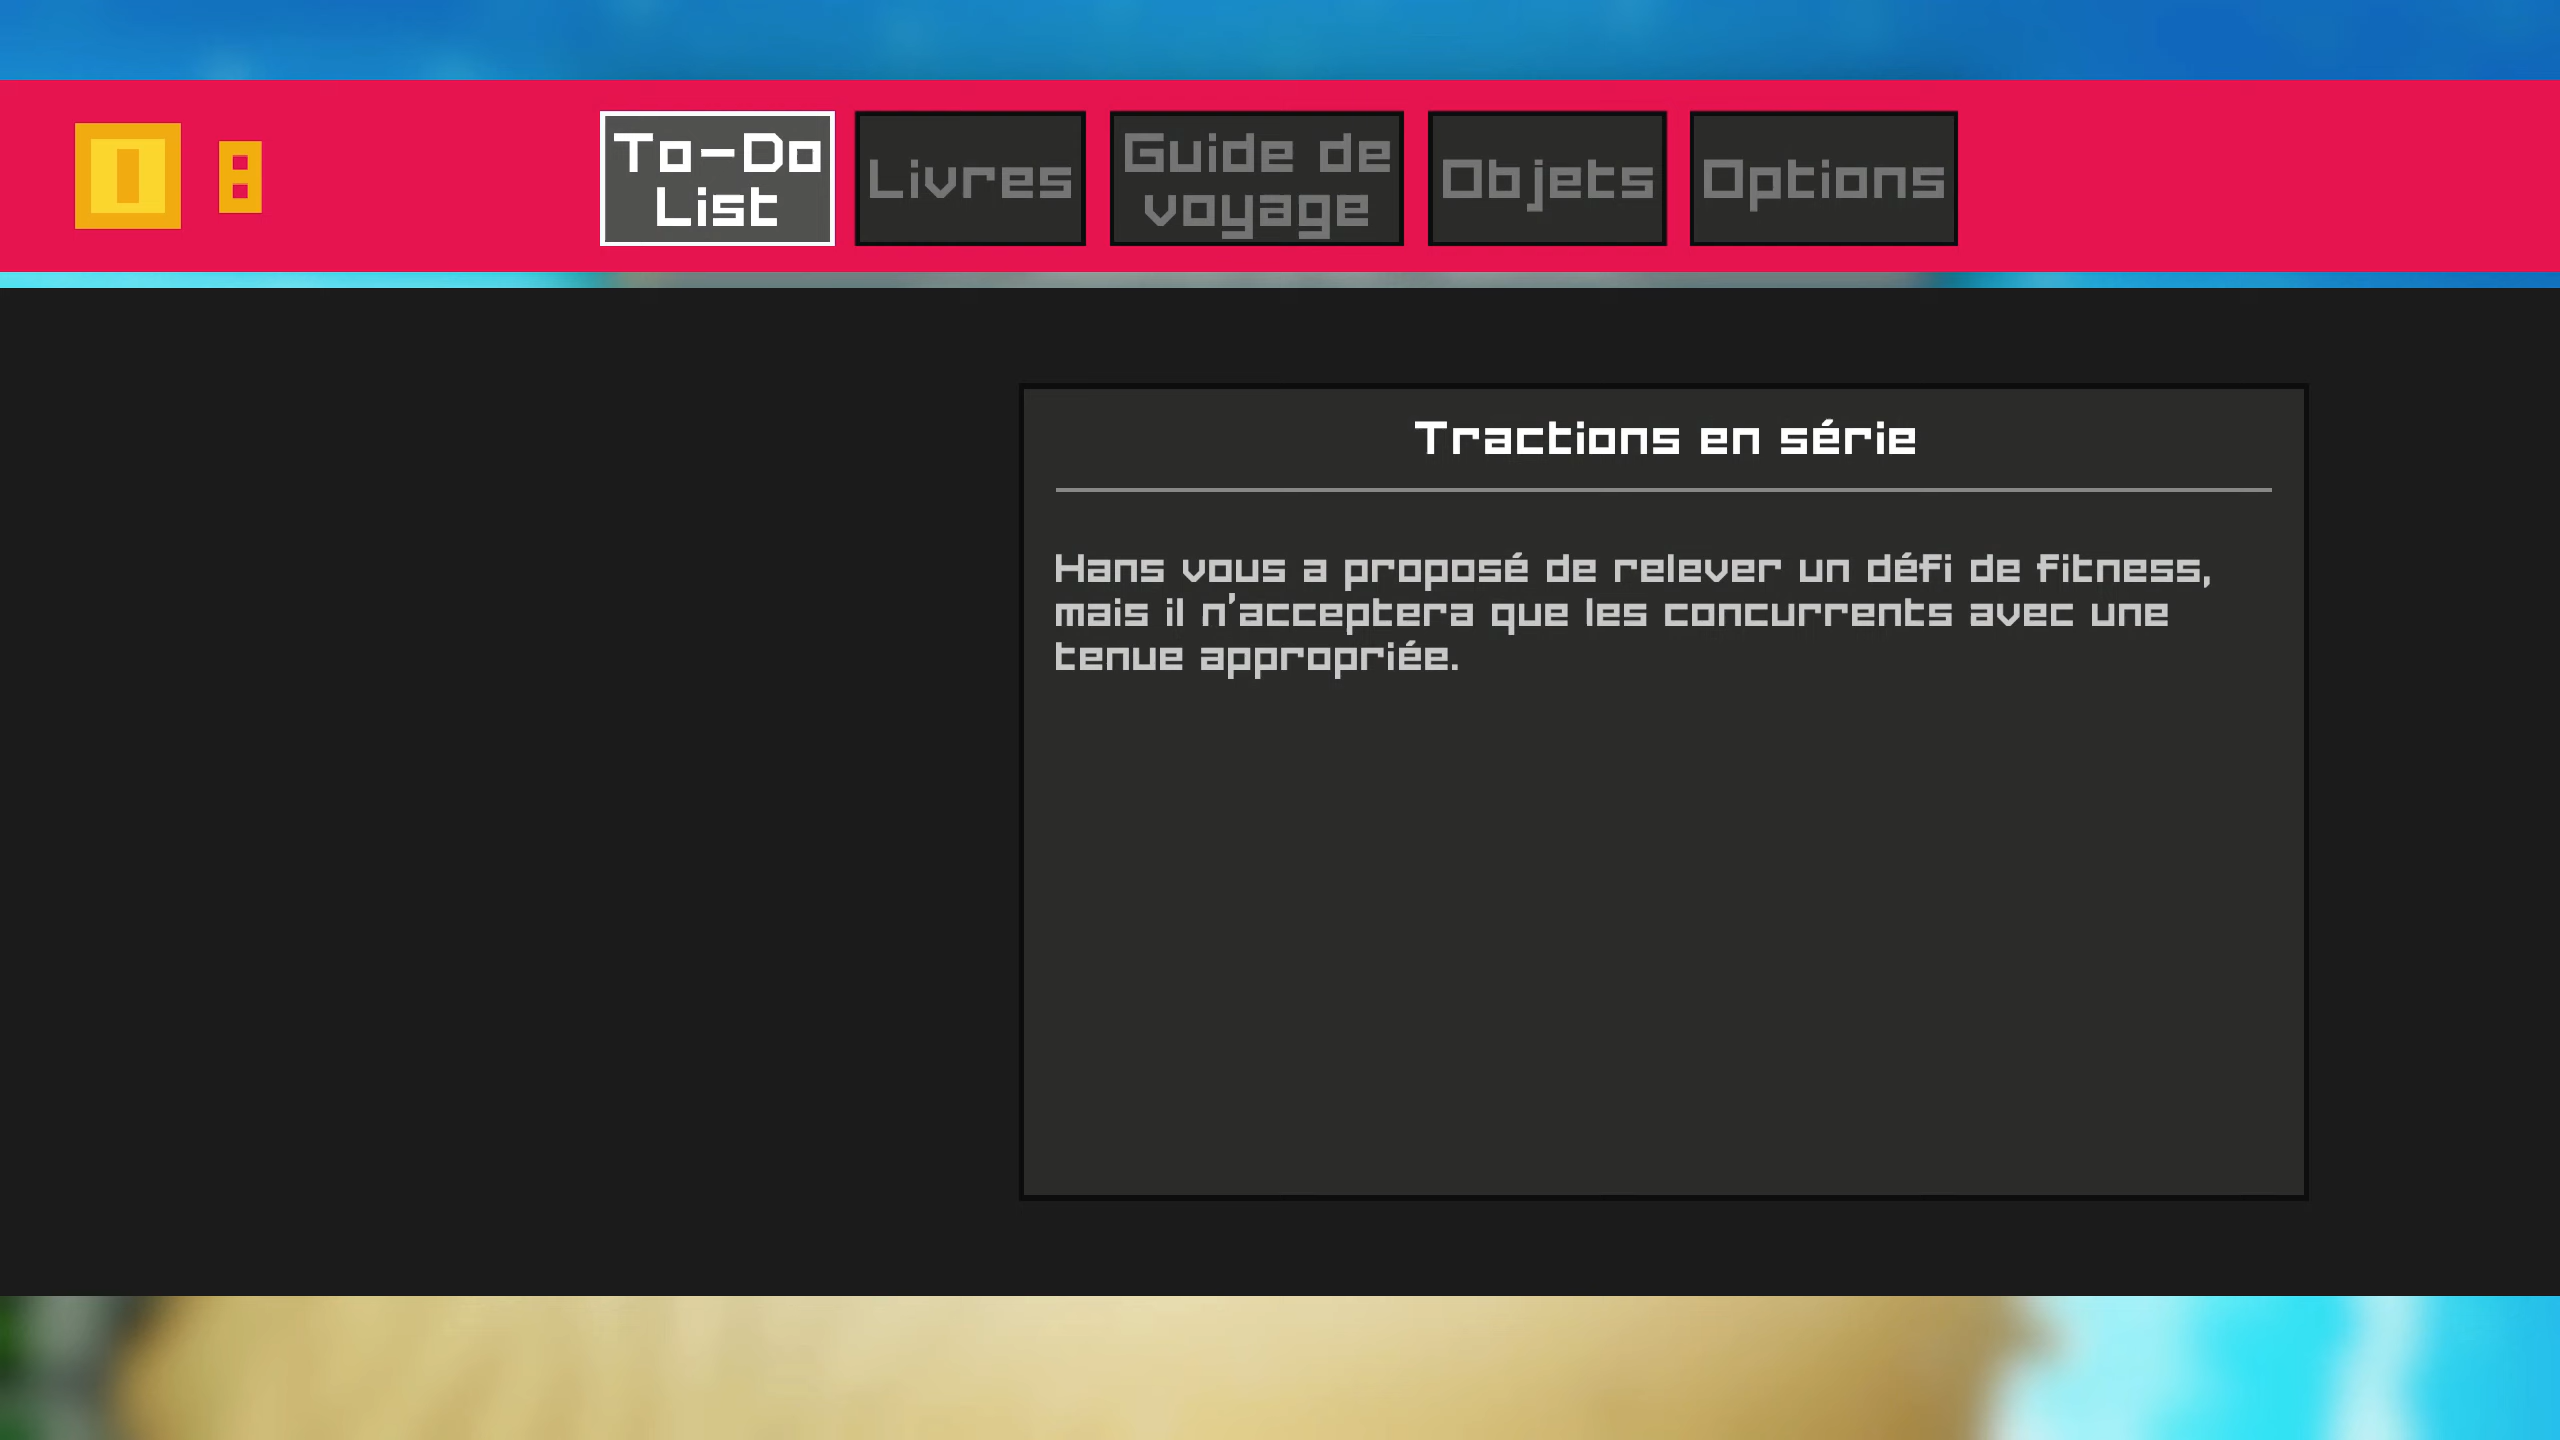 8
To-Do
List
Livres
Guide de
voyage
Objets
Options
Tractions en série
Hans vous a proposé de relever un défi de fitness,
mais il n'acceptera que les concurrents avec une
tenue appropriée.